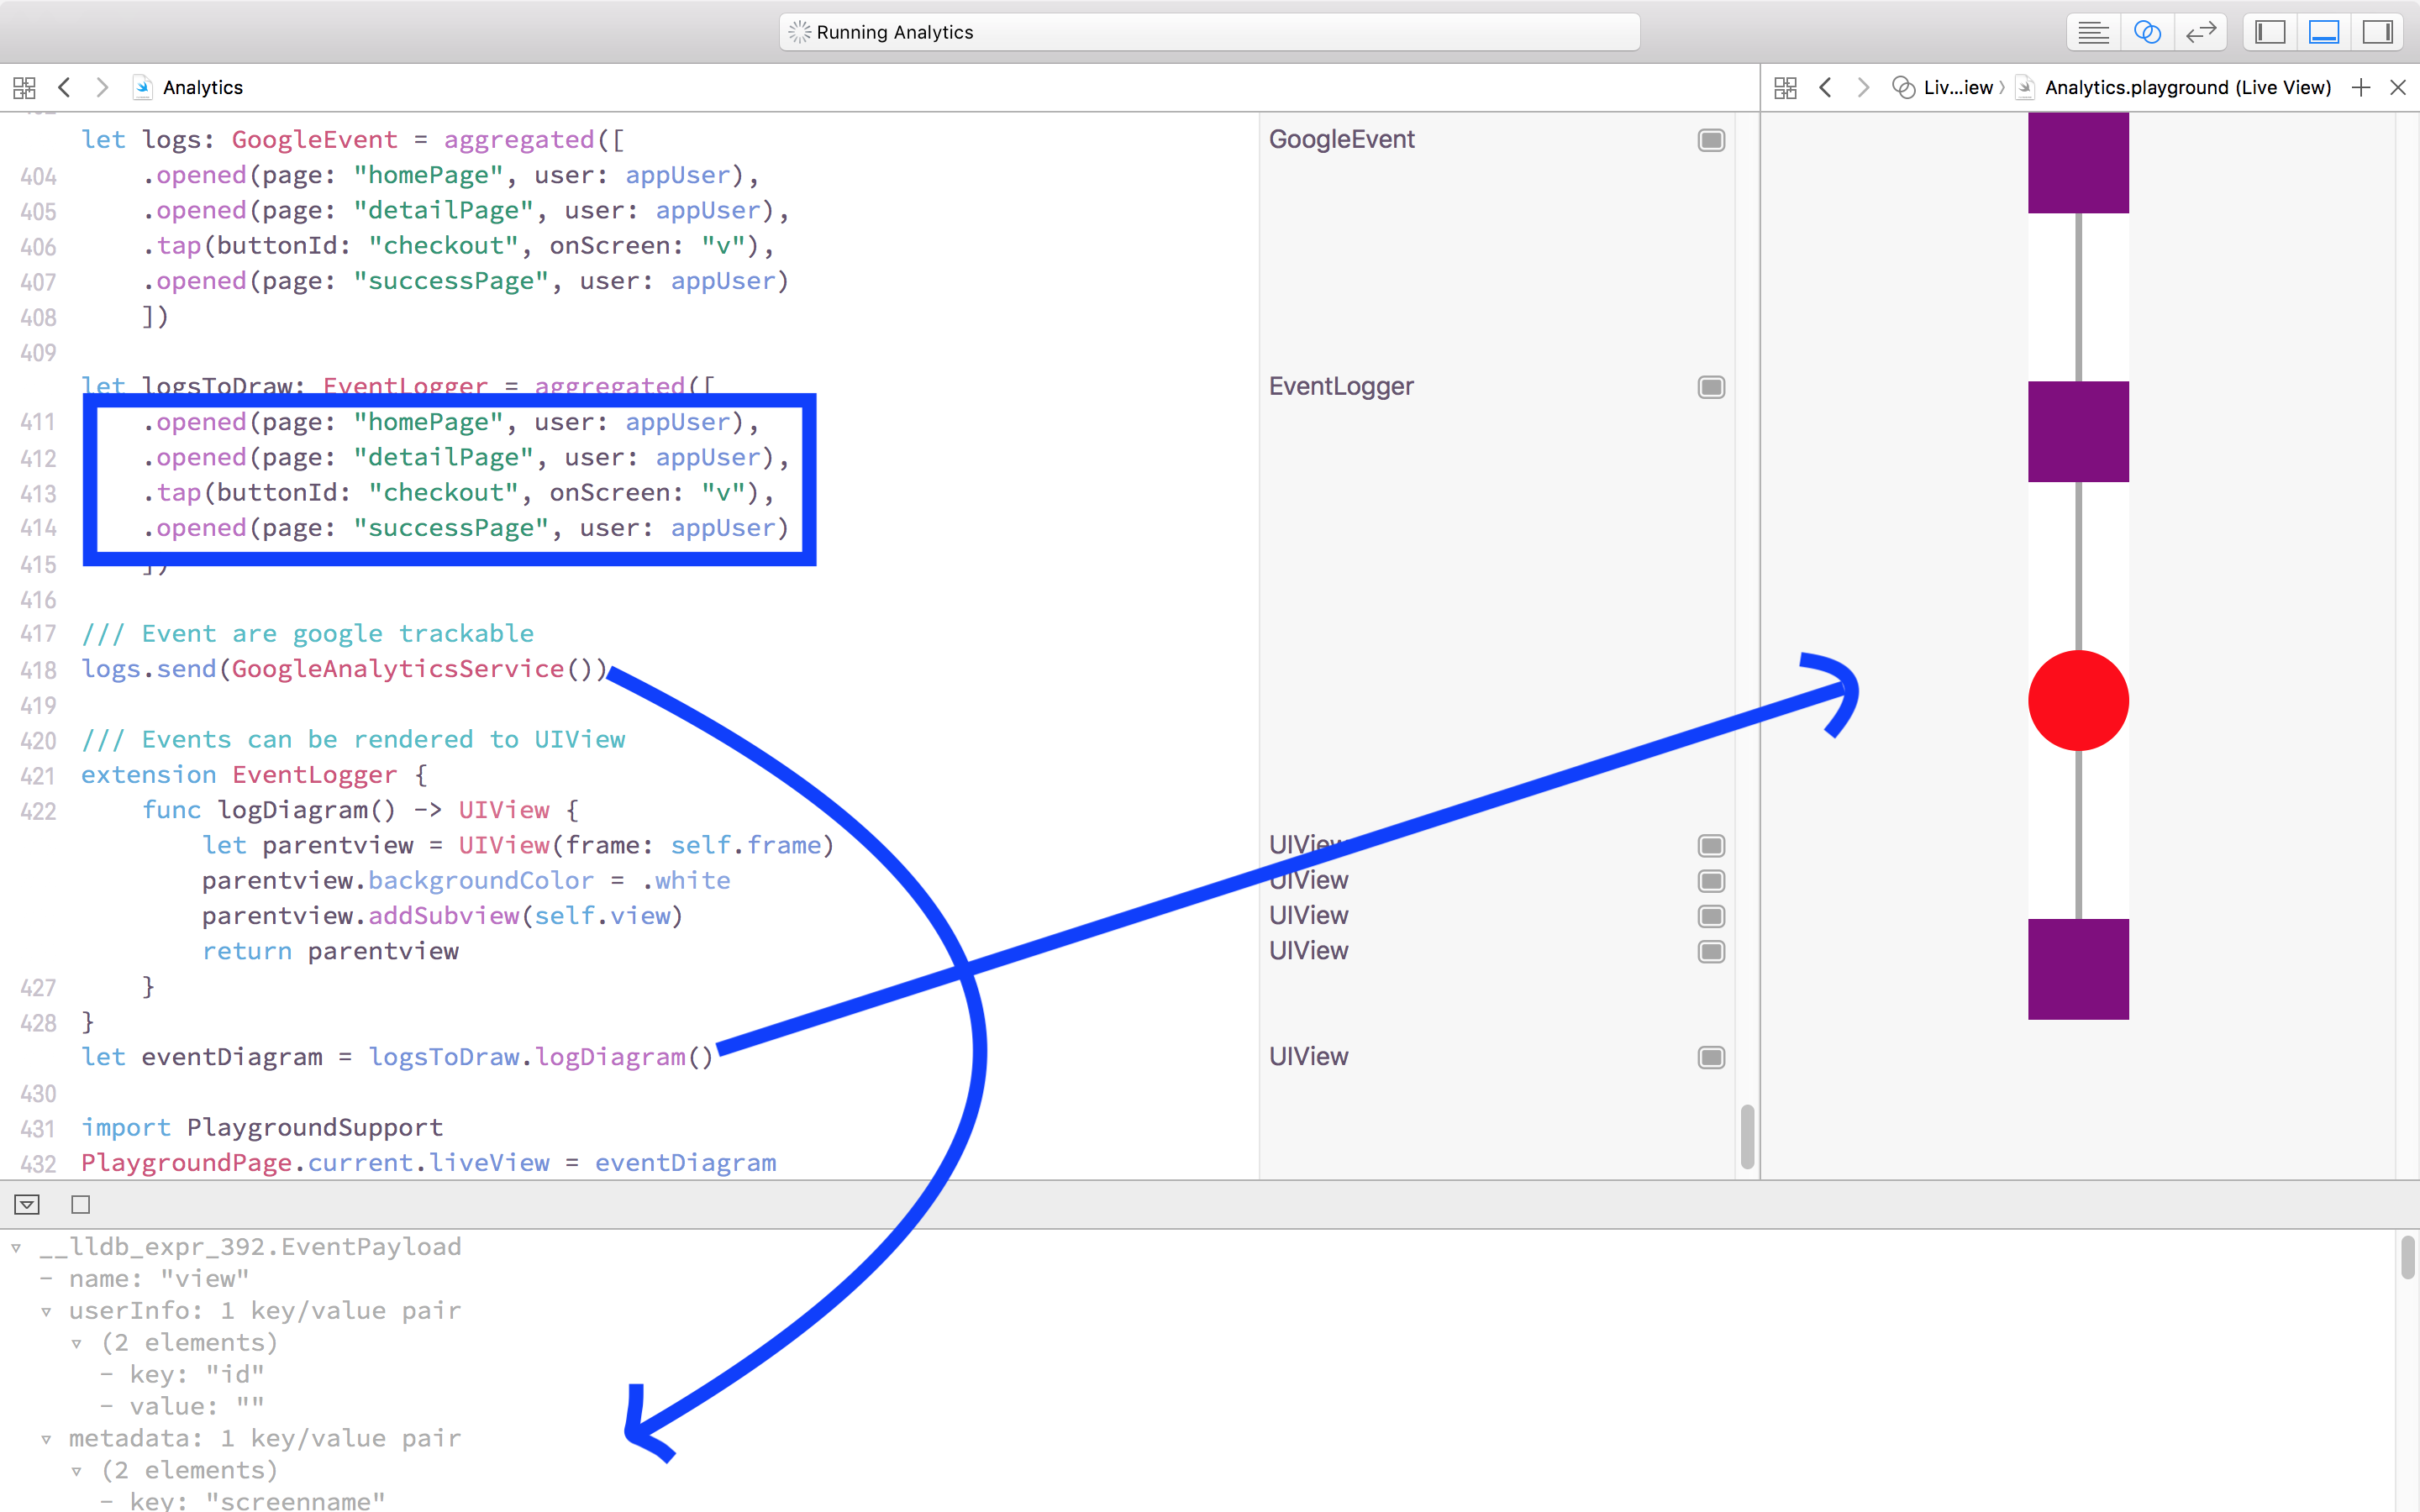 Running Analytics
Analytics
Liv...iew 〉 Analytics.playground (Live View)
let logs: GoogleEvent = aggregated([
GoogleEvent
404 .opened(page: "homePage", user: appUser),
405 .opened(page: "detailPage", user: appUser),
406 .tap(buttonId: "checkout", onScreen: "v"),
407 .opened(page: "successPage", user: appUser)
408 ])
409
let logsToDraw: EventLogger = aggregated([
EventLogger
411 .opened(page: "homePage", user: appUser),
412 .opened(page: "detailPage", user: appUser),
413 .tap(buttonId: "checkout", onScreen: "v"),
414 .opened(page: "successPage", user: appUser)
415 ])
416
417 /// Event are google trackable
418 logs.send(GoogleAnalyticsService())
419
420 /// Events can be rendered to UIView
421 extension EventLogger {
422 func logDiagram() -> UIView {
let parentview = UIView(frame: self.frame)
UIView
parentview.backgroundColor = .white
UIView
parentview.addSubview(self.view)
UIView
return parentview
UIView
427 }
428 }
let eventDiagram = logsToDraw.logDiagram()
UIView
430
431 import PlaygroundSupport
432 PlaygroundPage.current.liveView = eventDiagram
__lldb_expr_392.EventPayload
- name: "view"
userInfo: 1 key/value pair
(2 elements)
- key: "id"
- value: ""
metadata: 1 key/value pair
(2 elements)
- key: "screenname"